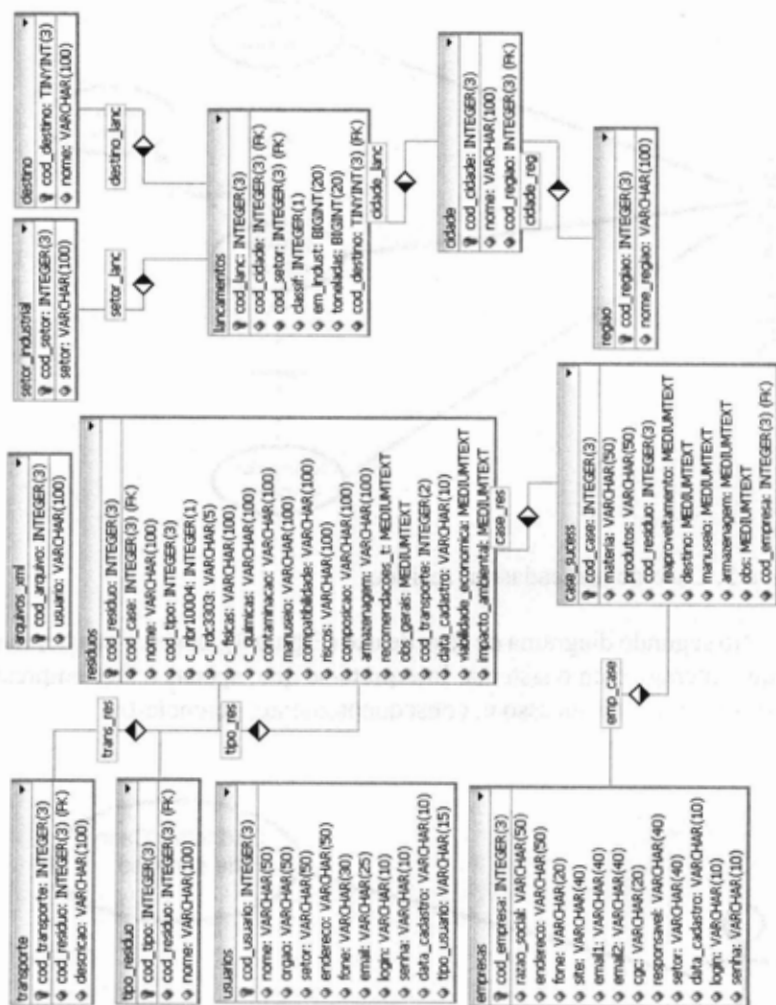 transporte
cod_transporte: INTEGER(3)
cod_residuo: INTEGER(3) (FK)
descricao: VARCHAR(100)
tipo_residuo
cod_tipo: INTEGER(3)
cod_residuo: INTEGER(3) (FK)
nome: VARCHAR(100)
usuarios
cod_usuario: INTEGER(3)
nome: VARCHAR(50)
orgao: VARCHAR(50)
setor: VARCHAR(50)
endereco: VARCHAR(50)
fone: VARCHAR(30)
email: VARCHAR(25)
login: VARCHAR(10)
senha: VARCHAR(10)
data_cadastro: VARCHAR(10)
tipo_usuario: VARCHAR(15)
empresas
cod_empresa: INTEGER(3)
razao_social: VARCHAR(50)
endereco: VARCHAR(50)
fone: VARCHAR(20)
site: VARCHAR(40)
email1: VARCHAR(40)
email2: VARCHAR(40)
cgc: VARCHAR(20)
responsavel: VARCHAR(40)
setor: VARCHAR(40)
data_cadastro: VARCHAR(10)
login: VARCHAR(10)
senha: VARCHAR(10)
trans_res
tipo_res
emp_case
arquivos_xml
cod_arquivo: INTEGER(3)
usuario: VARCHAR(100)
residuos
cod_residuo: INTEGER(3)
cod_case: INTEGER(3) (FK)
nome: VARCHAR(100)
cod_tipo: INTEGER(3)
c_nbr10004: INTEGER(1)
c_rdc3303: VARCHAR(5)
c_fisicas: VARCHAR(100)
c_quimicas: VARCHAR(100)
contaminacao: VARCHAR(100)
manuseio: VARCHAR(100)
compatibilidade: VARCHAR(100)
riscos: VARCHAR(100)
composicao: VARCHAR(100)
armazenagem: VARCHAR(100)
recomendacoes_t: MEDIUMTEXT
obs_gerais: MEDIUMTEXT
cod_transporte: INTEGER(2)
data_cadastro: VARCHAR(10)
viabilidade_economica: MEDIUMTEXT
impacto_ambiental: MEDIUMTEXT
Case_res
case_sucess
cod_case: INTEGER(3)
materia: VARCHAR(50)
produtos: VARCHAR(50)
cod_residuo: INTEGER(3)
reaproveitamento: MEDIUMTEXT
destino: MEDIUMTEXT
manuseio: MEDIUMTEXT
armazenagem: MEDIUMTEXT
obs: MEDIUMTEXT
cod_empresa: INTEGER(3) (FK)
setor_industrial
cod_setor: INTEGER(3)
setor: VARCHAR(100)
destino
cod_destino: TINYINT(3)
nome: VARCHAR(100)
setor_lanc
destino_lanc
lancamentos
cod_lanc: INTEGER(3)
cod_cidade: INTEGER(3) (FK)
cod_setor: INTEGER(3) (FK)
classif: INTEGER(1)
em_indust: BIGINT(20)
toneladas: BIGINT(20)
cod_destino: TINYINT(3) (FK)
cidade_lanc
cidade
cod_cidade: INTEGER(3)
nome: VARCHAR(100)
cod_regiao: INTEGER(3) (FK)
cidade_reg
regiao
cod_regiao: INTEGER(3)
nome_regiao: VARCHAR(100)